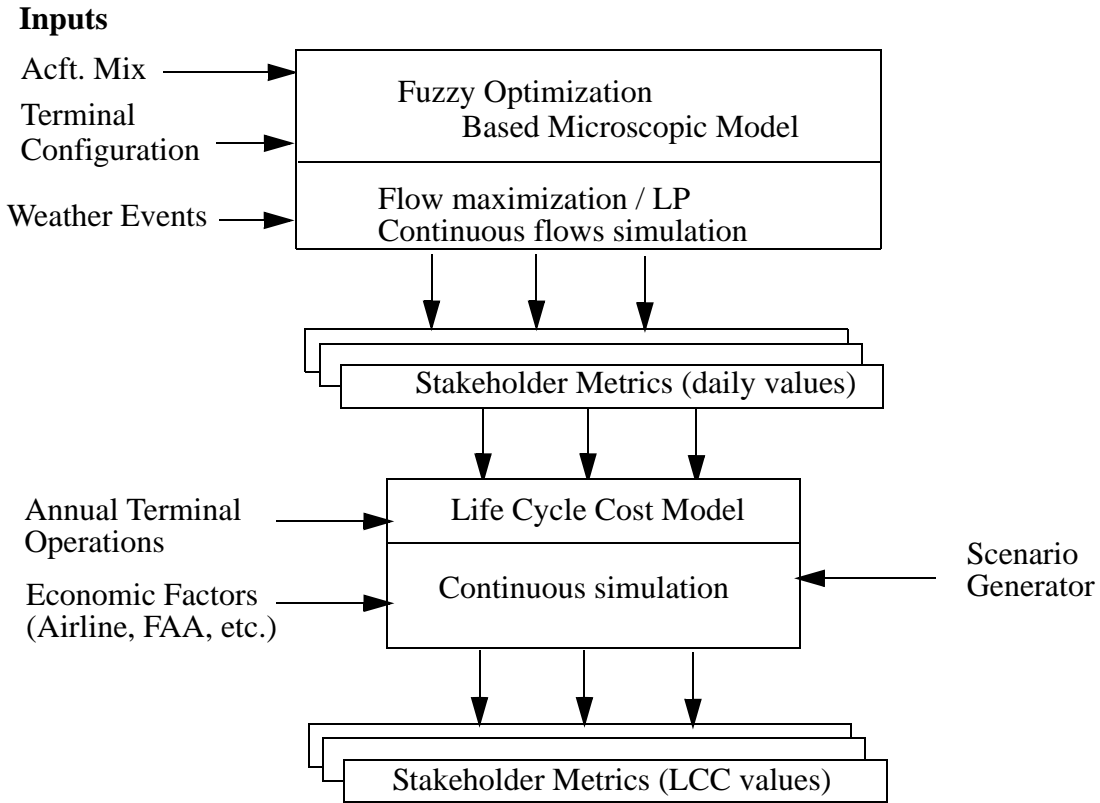 Inputs
Acft. Mix
Terminal
Configuration
Weather Events
Fuzzy Optimization
Based Microscopic Model
Flow maximization / LP
Continuous flows simulation
Stakeholder Metrics (daily values)
Annual Terminal
Operations
Economic Factors
(Airline, FAA, etc.)
Life Cycle Cost Model
Continuous simulation
Scenario
Generator
Stakeholder Metrics (LCC values)